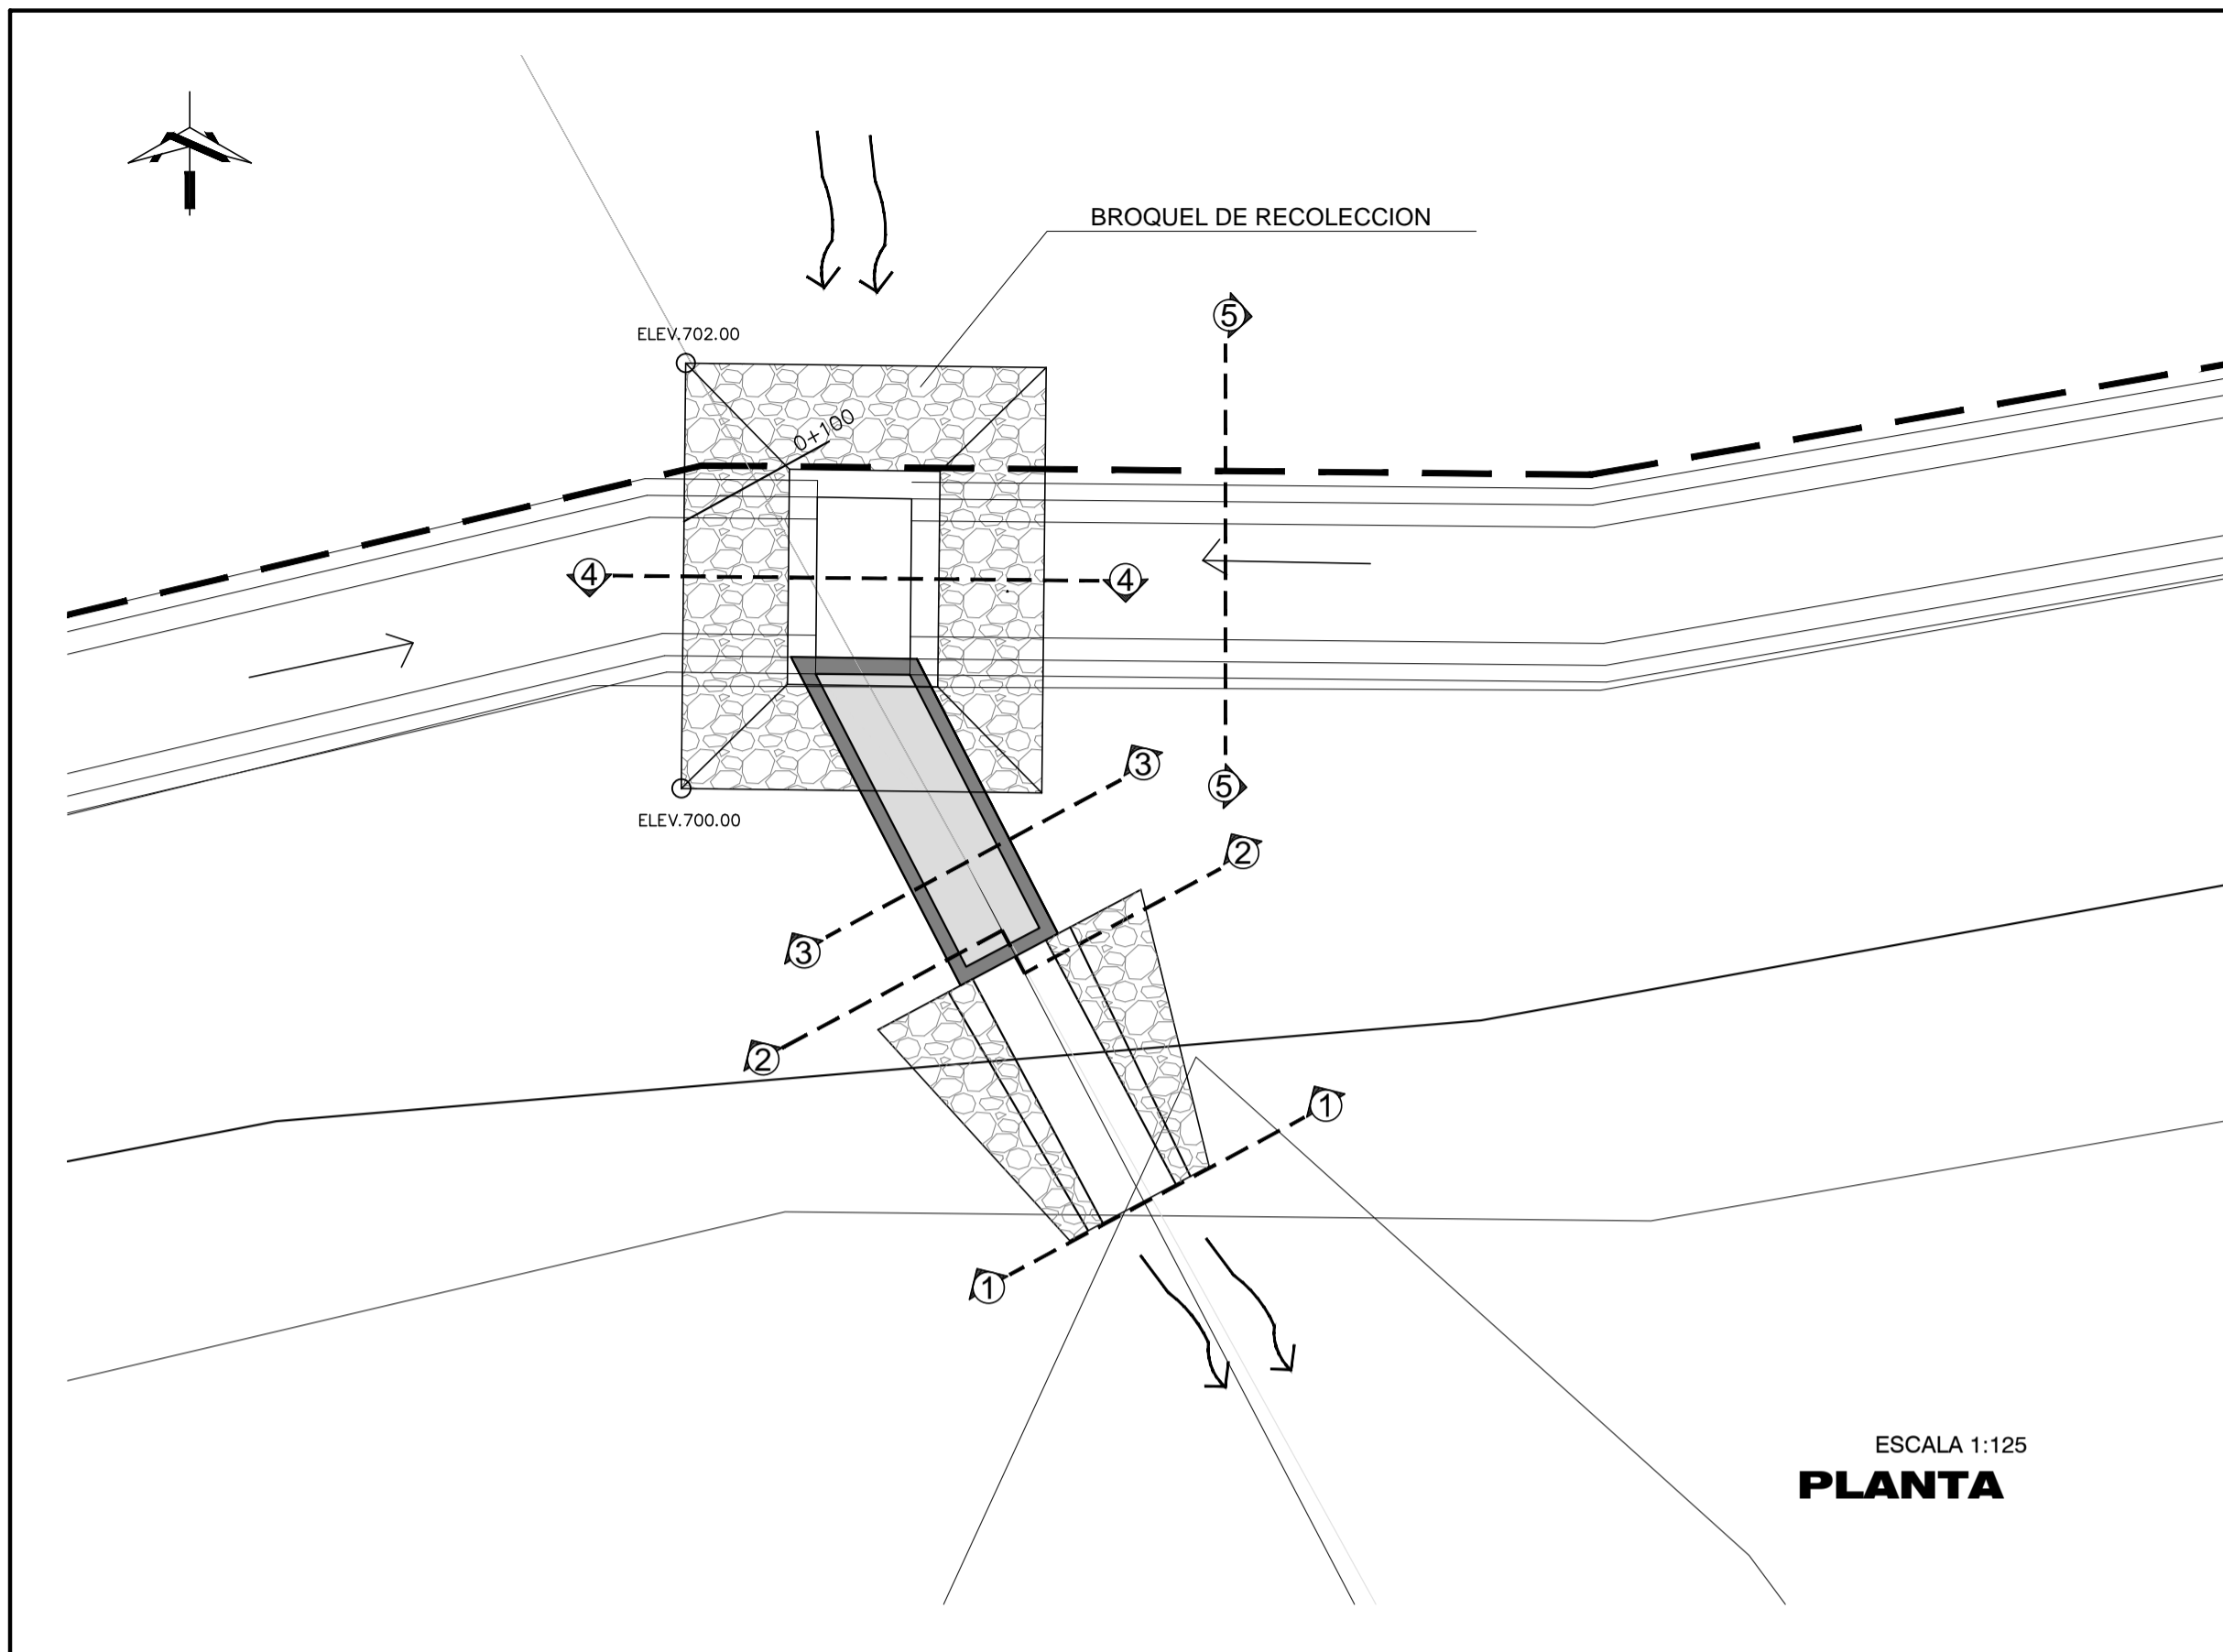 BROQUEL DE RECOLECCION
5
ELEV.702.00
0+100
4
4
3
5
ELEV.700.00
2
3
2
1
1
ESCALA 1:125
PLANTA